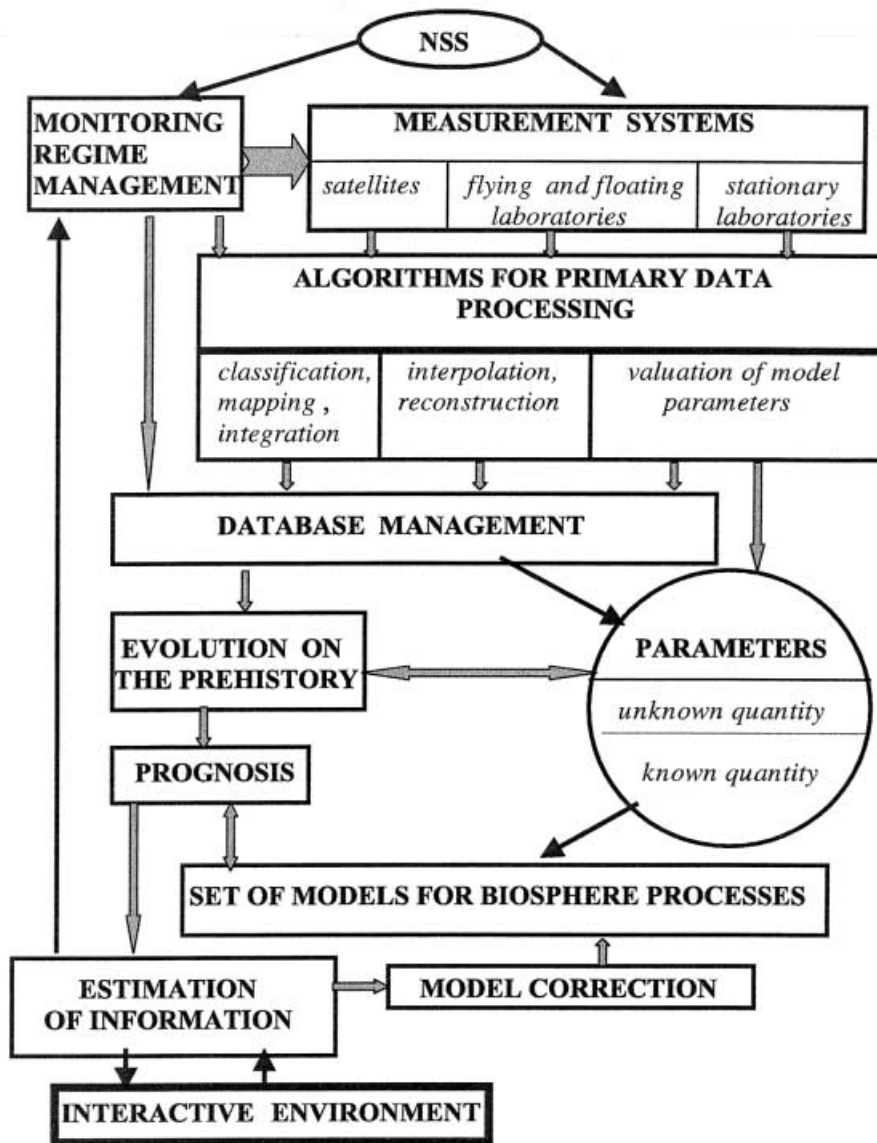 NSS
MONITORING
REGIME
MANAGEMENT
MEASUREMENT SYSTEMS
satellites
flying and floating
laboratories
stationary
laboratories
ALGORITHMS FOR PRIMARY DATA
PROCESSING
classification,
mapping ,
integration
interpolation,
reconstruction
valuation of model
parameters
DATABASE MANAGEMENT
EVOLUTION ON
THE PREHISTORY
PARAMETERS
unknown quantity
known quantity
PROGNOSIS
SET OF MODELS FOR BIOSPHERE PROCESSES
ESTIMATION
OF INFORMATION
MODEL CORRECTION
INTERACTIVE ENVIRONMENT